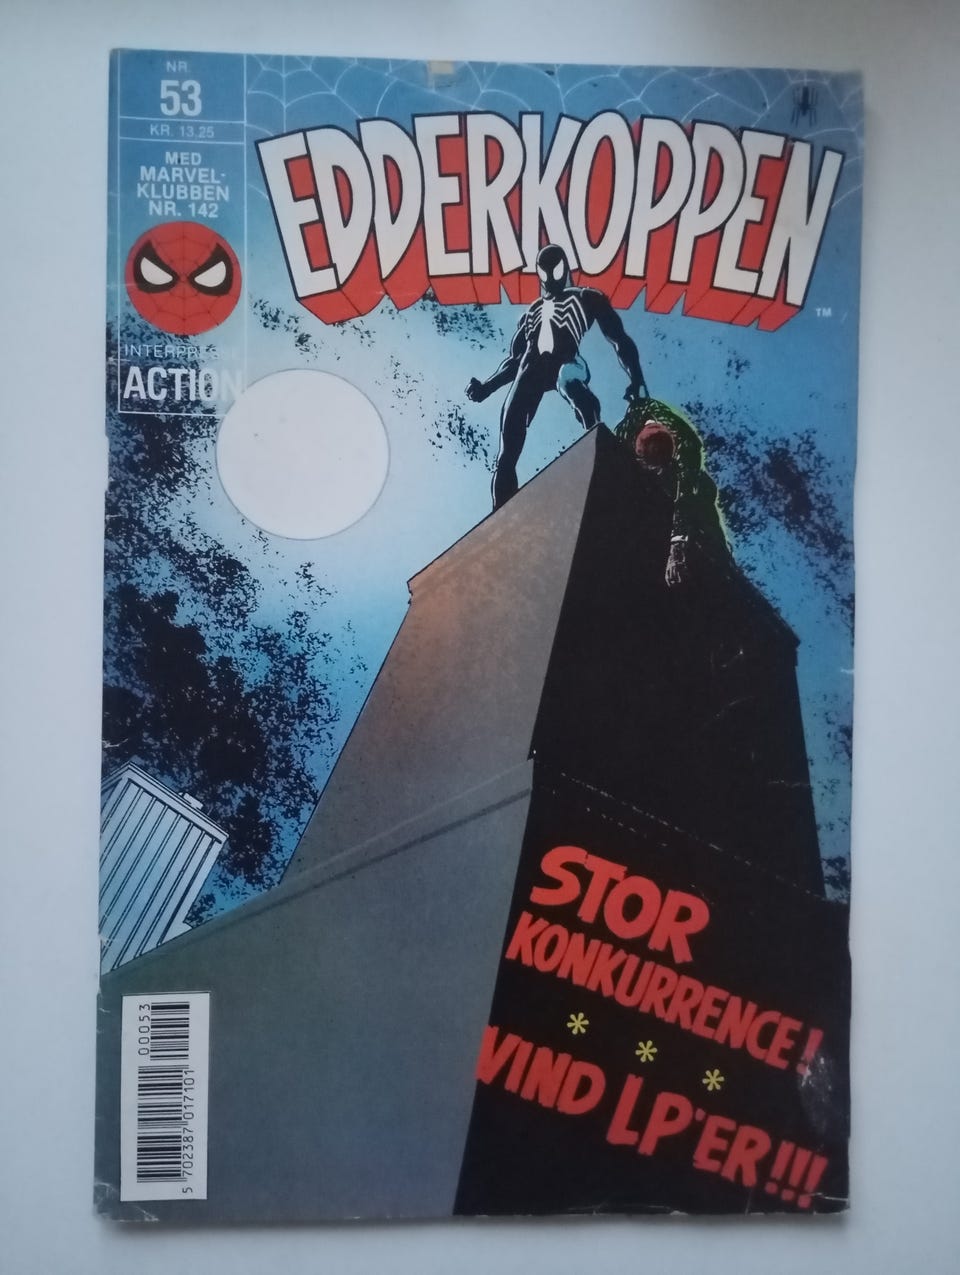 NR.
53
KR. 13.25
MED
MARVEL-
KLUBBEN
NR. 142
INTERPRESSE
ACTION
EDDERKOPPEN
TM
STOR
KONKURRENCE!
* * *
VIND LP'ER!!!
00053
5 702387 017101